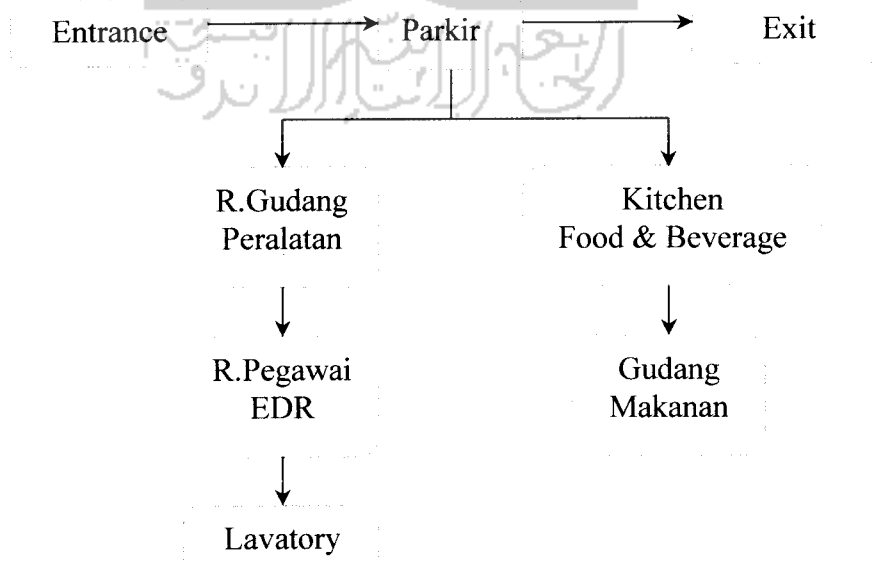 Entrance
Parkir
Exit
R.Gudang
Peralatan
Kitchen
Food & Beverage
R.Pegawai
EDR
Gudang
Makanan
Lavatory